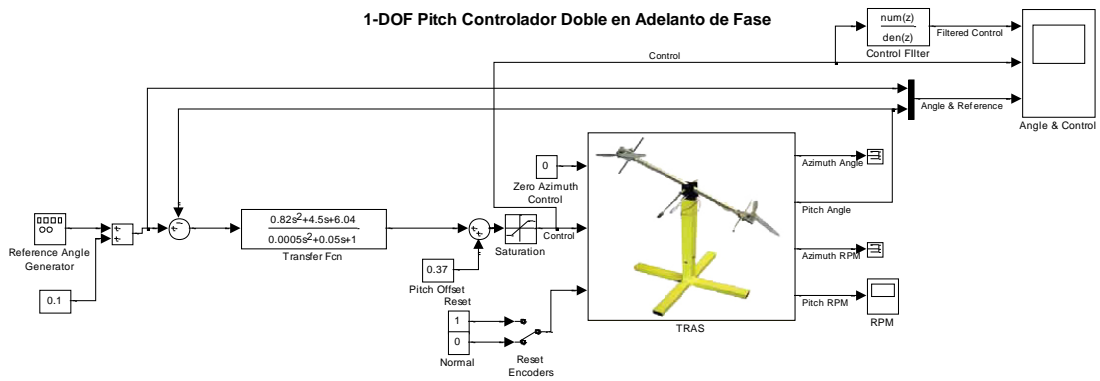 1-DOF Pitch Controlador Doble en Adelanto de Fase
num(z)
den(z)
Control FIlter
Filtered Control
Control
Angle & Reference
Angle & Control
0
Zero Azimuth
Control
Azimuth Angle
Pitch Angle
Azimuth RPM
Pitch RPM
RPM
TRAS
Reference Angle
Generator
0.1
0.82s²+4.5s+6.04
0.0005s²+0.05s+1
Transfer Fcn
Saturation
Control
0.37
Pitch Offset
Reset
1
0
Normal
Reset
Encoders